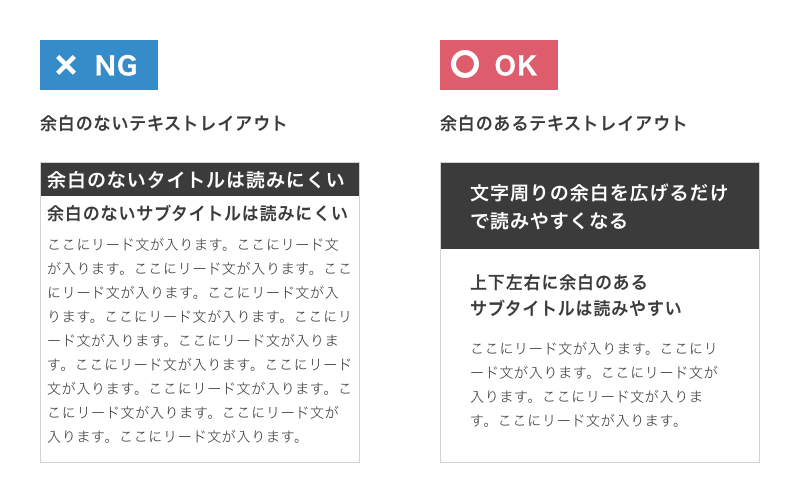 × NG
余白のないテキストレイアウト
余白のないタイトルは読みにくい
余白のないサブタイトルは読みにくい
ここにリード文が入ります。ここにリード文
が入ります。ここにリード文が入ります。ここ
にリード文が入ります。ここにリード文が入
ります。ここにリード文が入ります。ここにリ
ード文が入ります。ここにリード文が入りま
す。ここにリード文が入ります。ここにリード
文が入ります。ここにリード文が入ります。こ
こにリード文が入ります。ここにリード文が
入ります。ここにリード文が入ります。
○ OK
余白のあるテキストレイアウト
文字周りの余白を広げるだけ
で読みやすくなる
上下左右に余白のある
サブタイトルは読みやすい
ここにリード文が入ります。ここにリ
ード文が入ります。ここにリード文が
入ります。ここにリード文が入りま
す。ここにリード文が入ります。